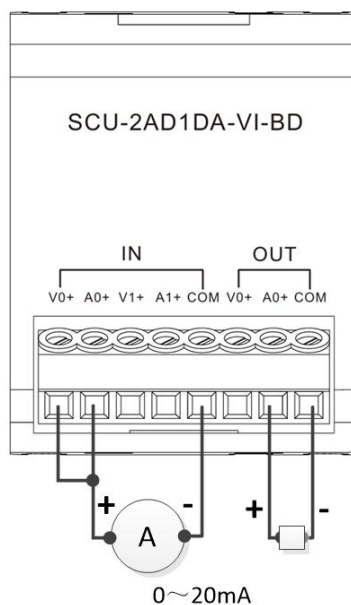 SCU-2AD1DA-VI-BD
IN OUT
V0+ A0+ V1+ A1+ COM V0+ A0+ COM
+ - + -
A
0～20mA